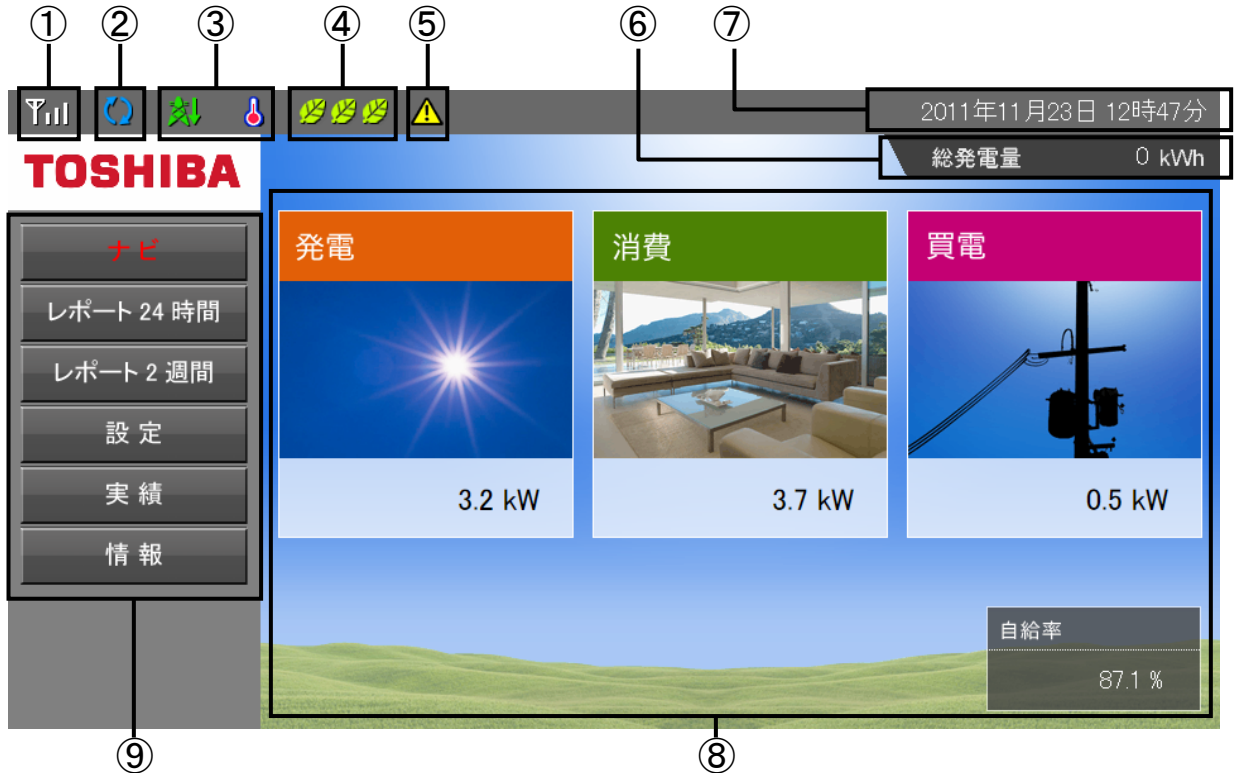 ① ② ③ ④ ⑤ ⑥ ⑦
2011年11月23日 12時47分
総発電量 0 kWh
TOSHIBA
ナビ
レポート 24 時間
レポート 2 週間
設 定
実 績
情 報
発電
3.2 kW
消費
3.7 kW
買電
0.5 kW
自給率
87.1 %
⑨ ⑧